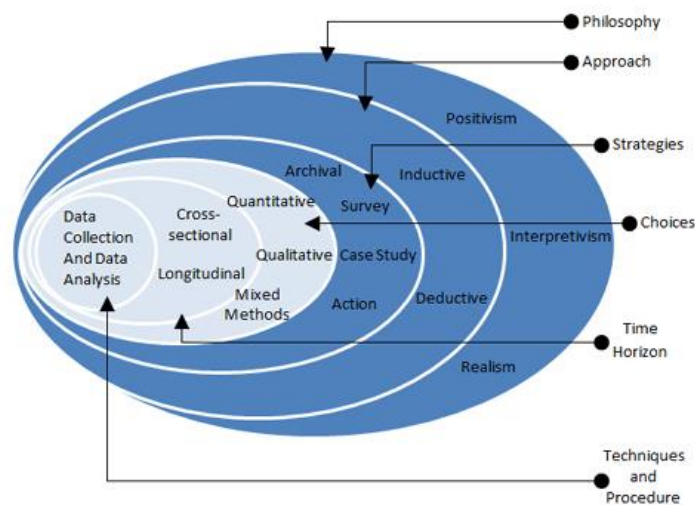 Philosophy
Approach
Positivism
Strategies
Archival
Inductive
Quantitative
Survey
Cross-
sectional
Data
Collection
And Data
Analysis
Choices
Interpretivism
Qualitative
Case Study
Longitudinal
Mixed
Methods
Action
Deductive
Time
Horizon
Realism
Techniques
and
Procedure